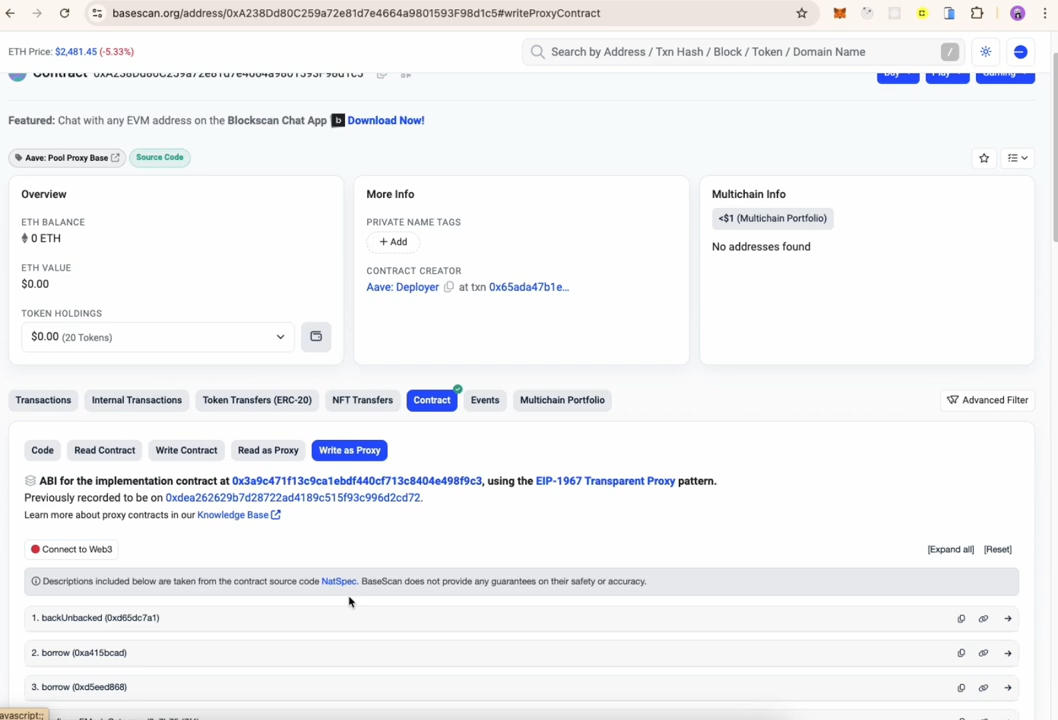 basescan.org/address/0xA238Dd80C259a72e81d7e4664a9801593F98d1c5#writeProxyContract
ETH Price: $2,481.45 (-5.33%)
Search by Address / Txn Hash / Block / Token / Domain Name
/
Contract 0xA238Dd80C259a72e81d7e4664a9801593F98d1c5
Buy Play Gaming
Featured: Chat with any EVM address on the Blockscan Chat App Download Now!
Aave: Pool Proxy Base Source Code
Overview
ETH BALANCE
0 ETH
ETH VALUE
$0.00
TOKEN HOLDINGS
$0.00 (20 Tokens)
More Info
PRIVATE NAME TAGS
+ Add
CONTRACT CREATOR
Aave: Deployer at txn 0x65ada47b1e...
Multichain Info
<$1 (Multichain Portfolio)
No addresses found
Transactions Internal Transactions Token Transfers (ERC-20) NFT Transfers Contract Events Multichain Portfolio Advanced Filter
Code Read Contract Write Contract Read as Proxy Write as Proxy
ABI for the implementation contract at 0x3a9c471f13c9ca1ebdf440cf713c8404e498f9c3, using the EIP-1967 Transparent Proxy pattern.
Previously recorded to be on 0xdea262629b7d28722ad4189c515f93c996d2cd72.
Learn more about proxy contracts in our Knowledge Base
Connect to Web3 [Expand all] [Reset]
Descriptions included below are taken from the contract source code NatSpec. BaseScan does not provide any guarantees on their safety or accuracy.
1. backUnbacked (0xd65dc7a1)
2. borrow (0xa415bcad)
3. borrow (0xd5eed868)
avascript:;